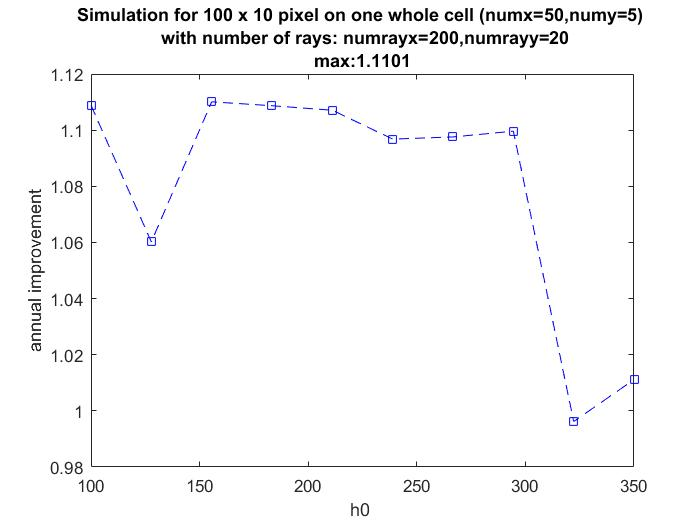 Simulation for 100 x 10 pixel on one whole cell (numx=50,numy=5)
with number of rays: numrayx=200,numrayy=20
max:1.1101
1.12
1.1
1.08
1.06
1.04
1.02
1
0.98
annual improvement
100
150
200
250
300
350
h0